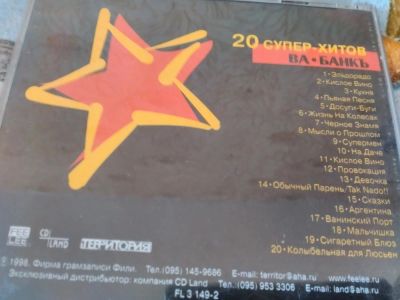 20 СУПЕР-ХИТОВ
ВА•БАНКЪ
1•Эльдорадо
2•Кислое Вино
3•Кухня
4•Пьяная Песня
5•Досуги-Буги
6•Жизнь На Колесах
7•Черное Знамя
8•Мысли о Прошлом
9•Супермен
10•На Даче
11•Кислое Вино
12•Провокация
13•Девочка
14•Обычный Парень/Tak Nado!!
15•Сказки
16•Аргентина
17•Ванинский Порт
18•Мальчишка
19•Сигаретный Блюз
20•Колыбельная для Люсьен
FEE LEE
CD LAND
ТЕРРИТОРИЯ
© 1998. Фирма грамзаписи Фили. Тел.(095) 145-9686 E-mail: territor@aha.ru http://www.feelee.ru
Эксклюзивный дистрибьютор: компания CD Land Тел.: (095) 953 3306 E-mail: land@aha.ru
FL 3 149-2